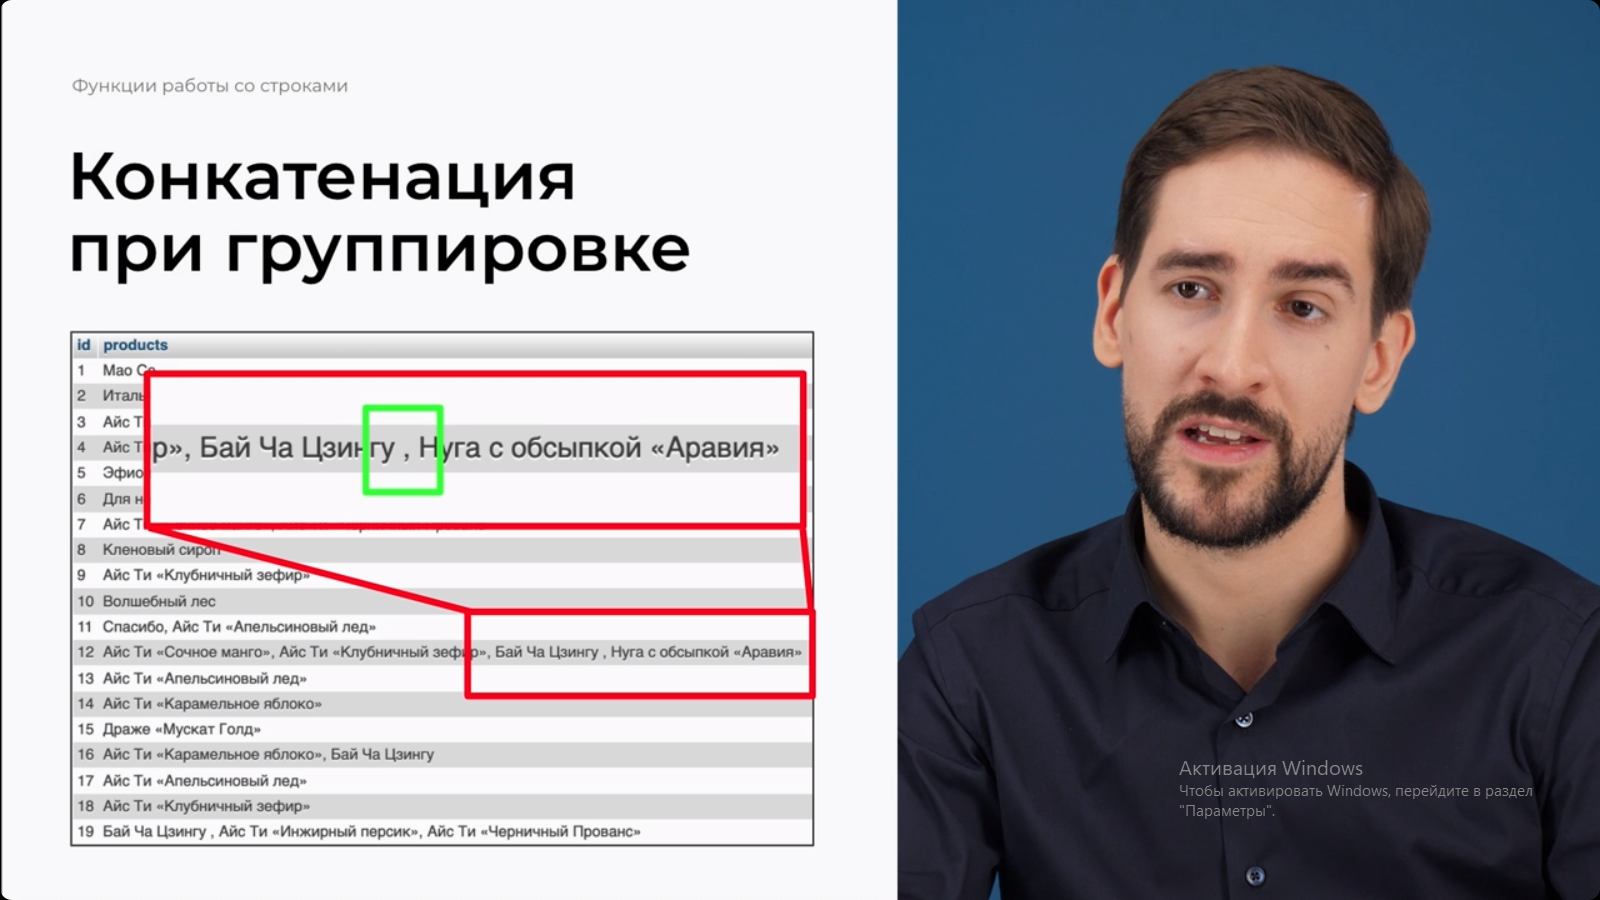 Функции работы со строками
Конкатенация
при группировке
id products
1 Мао Се
2 Италь
3 Айс Т
4 Айс Т
5 Эфио
6 Для н
7 Айс Т
р», Бай Ча Цзингу , Нуга с обсыпкой «Аравия»
8 Кленовый сироп
9 Айс Ти «Клубничный зефир»
10 Волшебный лес
11 Спасибо, Айс Ти «Апельсиновый лед»
12 Айс Ти «Сочное манго», Айс Ти «Клубничный зефир», Бай Ча Цзингу , Нуга с обсыпкой «Аравия»
13 Айс Ти «Апельсиновый лед»
14 Айс Ти «Карамельное яблоко»
15 Драже «Мускат Голд»
16 Айс Ти «Карамельное яблоко», Бай Ча Цзингу
17 Айс Ти «Апельсиновый лед»
18 Айс Ти «Клубничный зефир»
19 Бай Ча Цзингу , Айс Ти «Инжирный персик», Айс Ти «Черничный Прованс»
Активация Windows
Чтобы активировать Windows, перейдите в раздел
"Параметры".